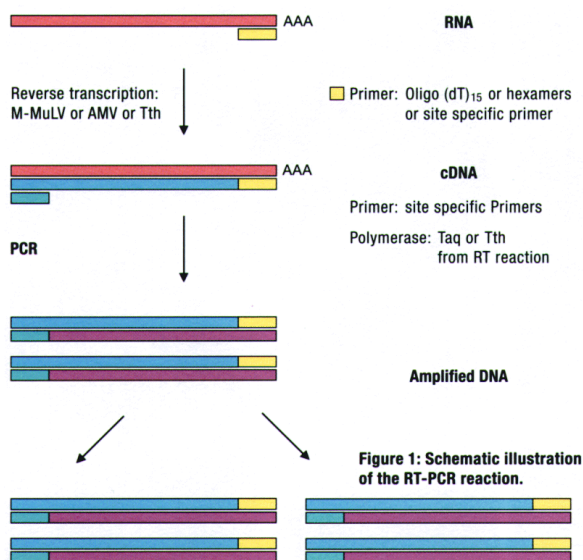 AAA
RNA
Reverse transcription:
M-MuLV or AMV or Tth
Primer: Oligo (dT)15 or hexamers
or site specific primer
AAA
cDNA
Primer: site specific Primers
Polymerase: Taq or Tth
from RT reaction
PCR
Amplified DNA
Figure 1: Schematic illustration
of the RT-PCR reaction.